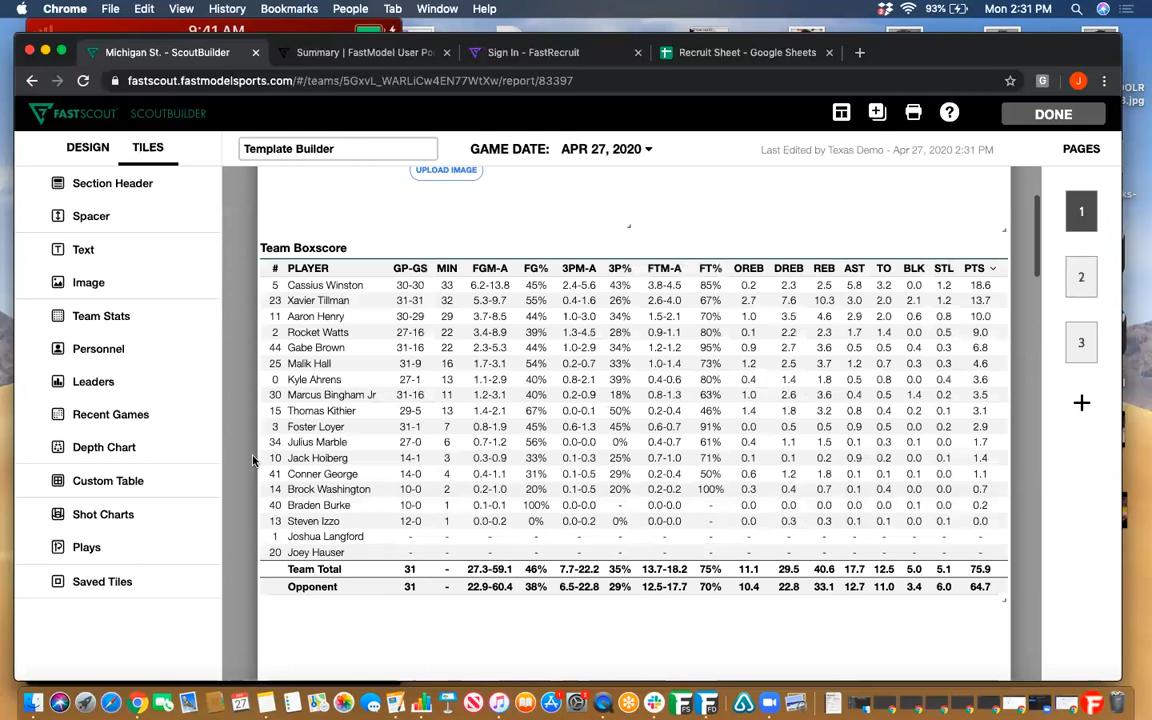 Chrome File Edit View History Bookmarks People Tab Window Help 93% Mon 2:31 PM
9:41 AM
Michigan St. - ScoutBuilder × Summary | FastModel User Po × Sign In - FastRecruit × Recruit Sheet - Google Sheets × +
fastscout.fastmodelsports.com/#/teams/5GxvL_WARLiCw4EN77WtXw/report/83397 G J
FASTSCOUT SCOUTBUILDER ? DONE
DESIGN TILES Template Builder GAME DATE: APR 27, 2020 Last Edited by Texas Demo - Apr 27, 2020 2:31 PM PAGES
UPLOAD IMAGE
Section Header
Spacer
Text
Image
Team Stats
Personnel
Leaders
Recent Games
Depth Chart
Custom Table
Shot Charts
Plays
Saved Tiles
Team Boxscore
# PLAYER GP-GS MIN FGM-A FG% 3PM-A 3P% FTM-A FT% OREB DREB REB AST TO BLK STL PTS
5 Cassius Winston 30-30 33 6.2-13.8 45% 2.4-5.6 43% 3.8-4.5 85% 0.2 2.3 2.5 5.8 3.2 0.0 1.2 18.6
23 Xavier Tillman 31-31 32 5.3-9.7 55% 0.4-1.6 26% 2.6-4.0 67% 2.7 7.6 10.3 3.0 2.0 2.1 1.2 13.7
11 Aaron Henry 30-29 29 3.7-8.5 44% 1.0-3.0 34% 1.5-2.1 70% 1.0 3.5 4.6 2.9 2.0 0.6 0.8 10.0
2 Rocket Watts 27-16 22 3.4-8.9 39% 1.3-4.5 28% 0.9-1.1 80% 0.1 2.2 2.3 1.7 1.4 0.0 0.5 9.0
44 Gabe Brown 31-16 22 2.3-5.3 44% 1.0-2.9 34% 1.2-1.2 95% 0.9 2.7 3.6 0.5 0.5 0.4 0.3 6.8
25 Malik Hall 31-9 16 1.7-3.1 54% 0.2-0.7 33% 1.0-1.4 73% 1.2 2.5 3.7 1.2 0.7 0.3 0.3 4.6
0 Kyle Ahrens 27-1 13 1.1-2.9 40% 0.8-2.1 39% 0.4-0.6 80% 0.4 1.4 1.8 0.5 0.8 0.4 0.4 3.6
30 Marcus Bingham Jr 31-16 11 1.2-3.1 40% 0.2-0.9 18% 0.8-1.3 63% 1.0 2.6 3.6 0.4 0.5 1.4 0.2 3.5
15 Thomas Kithier 29-5 13 1.4-2.1 67% 0.0-0.1 50% 0.2-0.4 46% 1.4 1.8 3.2 0.8 0.4 0.2 0.1 3.1
3 Foster Loyer 31-1 7 0.8-1.9 45% 0.6-1.3 45% 0.6-0.7 91% 0.0 0.5 0.5 0.9 0.5 0.0 0.2 2.9
34 Julius Marble 27-0 6 0.7-1.2 56% 0.0-0.0 0% 0.4-0.7 61% 0.4 1.1 1.5 0.1 0.3 0.1 0.1 1.7
10 Jack Hoiberg 14-1 3 0.3-0.9 33% 0.1-0.3 25% 0.7-1.0 71% 0.1 0.1 0.2 0.9 0.2 0.0 0.1 1.4
41 Conner George 14-0 4 0.4-1.1 31% 0.1-0.5 29% 0.2-0.4 50% 0.6 1.2 1.8 0.1 0.1 0.0 0.0 1.1
14 Brock Washington 10-0 2 0.2-1.0 20% 0.1-0.5 20% 0.2-0.2 100% 0.3 0.4 0.7 0.1 0.4 0.0 0.0 0.7
40 Braden Burke 10-0 1 0.1-0.1 100% 0.0-0.0 - 0.0-0.0 - 0.0 0.0 0.0 0.0 0.0 0.1 0.0 0.2
13 Steven Izzo 12-0 1 0.0-0.2 0% 0.0-0.2 0% 0.0-0.0 - 0.0 0.3 0.3 0.1 0.1 0.0 0.1 0.0
1 Joshua Langford - - - - - - - - - - - - - - - -
20 Joey Hauser - - - - - - - - - - - - - - - -
Team Total 31 - 27.3-59.1 46% 7.7-22.2 35% 13.7-18.2 75% 11.1 29.5 40.6 17.7 12.5 5.0 5.1 75.9
Opponent 31 - 22.9-60.4 38% 6.5-22.8 29% 12.5-17.7 70% 10.4 22.8 33.1 12.7 11.0 3.4 6.0 64.7
1
2
3
+